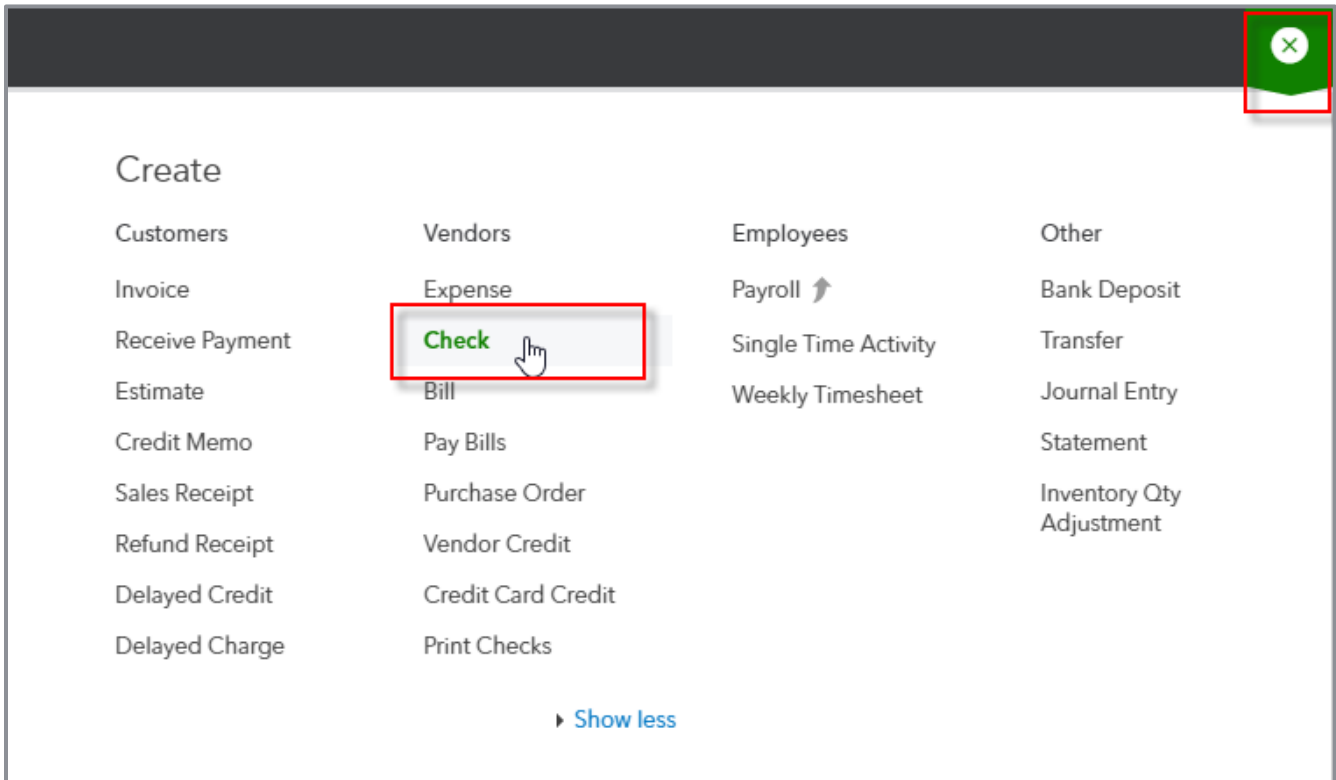 Create
Customers
Invoice
Receive Payment
Estimate
Credit Memo
Sales Receipt
Refund Receipt
Delayed Credit
Delayed Charge
Vendors
Expense
Check
Bill
Pay Bills
Purchase Order
Vendor Credit
Credit Card Credit
Print Checks
Employees
Payroll
Single Time Activity
Weekly Timesheet
Other
Bank Deposit
Transfer
Journal Entry
Statement
Inventory Qty
Adjustment
Show less